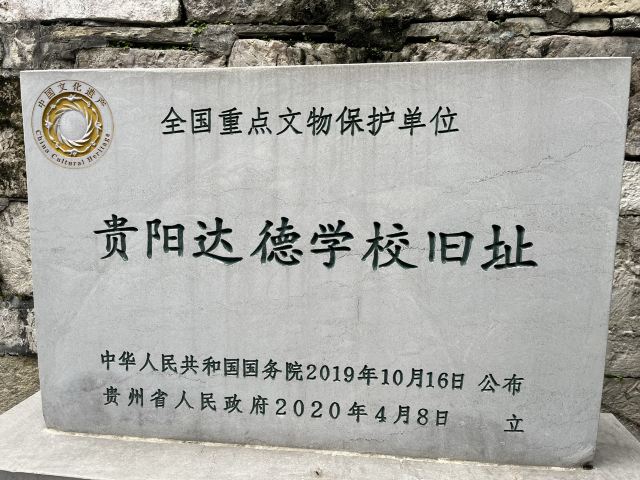 中国文化遗产
China Cultural Heritage
全国重点文物保护单位
贵阳达德学校旧址
中华人民共和国国务院2019年10月16日 公布
贵州省人民政府2020年4月8日 立